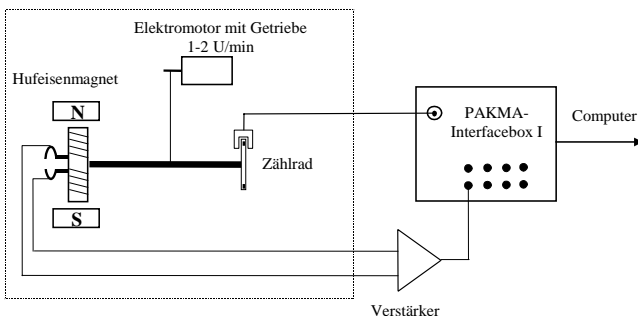 Elektromotor mit Getriebe
1-2 U/min
Hufeisenmagnet
N
S
Zählrad
PAKMA-
Interfacebox I
Computer
Verstärker